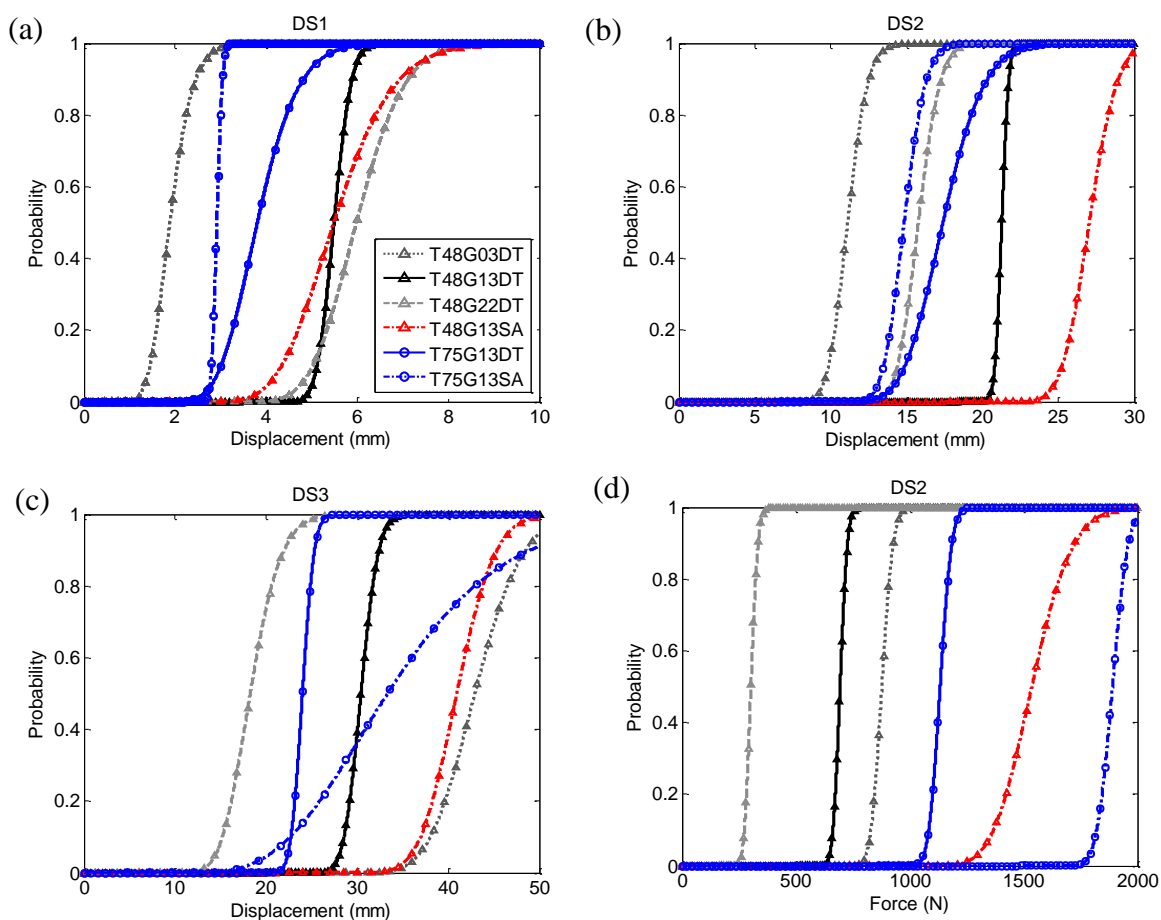 (a)
DS1
1
0.8
0.6
0.4
0.2
0
Probability
0 2 4 6 8 10
Displacement (mm)
T48G03DT
T48G13DT
T48G22DT
T48G13SA
T75G13DT
T75G13SA
(b)
DS2
1
0.8
0.6
0.4
0.2
0
Probability
0 5 10 15 20 25 30
Displacement (mm)
(c)
DS3
1
0.8
0.6
0.4
0.2
0
Probability
0 10 20 30 40 50
Displacement (mm)
(d)
DS2
1
0.8
0.6
0.4
0.2
0
Probability
0 500 1000 1500 2000
Force (N)